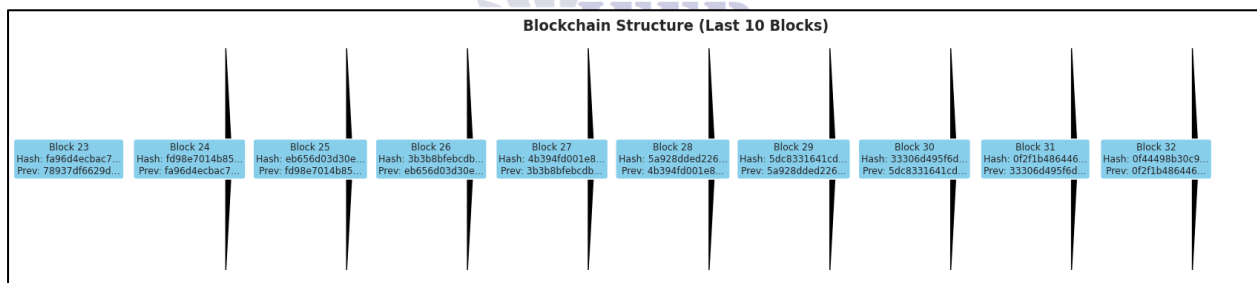 Blockchain Structure (Last 10 Blocks)
Block 23
Hash: fa96d4ecbac7...
Prev: 78937df6629d...
Block 24
Hash: fd98e7014b85...
Prev: fa96d4ecbac7...
Block 25
Hash: eb656d03d30e...
Prev: fd98e7014b85...
Block 26
Hash: 3b3b8bfebcdb...
Prev: eb656d03d30e...
Block 27
Hash: 4b394fd001e8...
Prev: 3b3b8bfebcdb...
Block 28
Hash: 5a928dded226...
Prev: 4b394fd001e8...
Block 29
Hash: 5dc8331641cd...
Prev: 5a928dded226...
Block 30
Hash: 33306d495f6d...
Prev: 5dc8331641cd...
Block 31
Hash: 0f2f1b486446...
Prev: 33306d495f6d...
Block 32
Hash: 0f44498b30c9...
Prev: 0f2f1b486446...